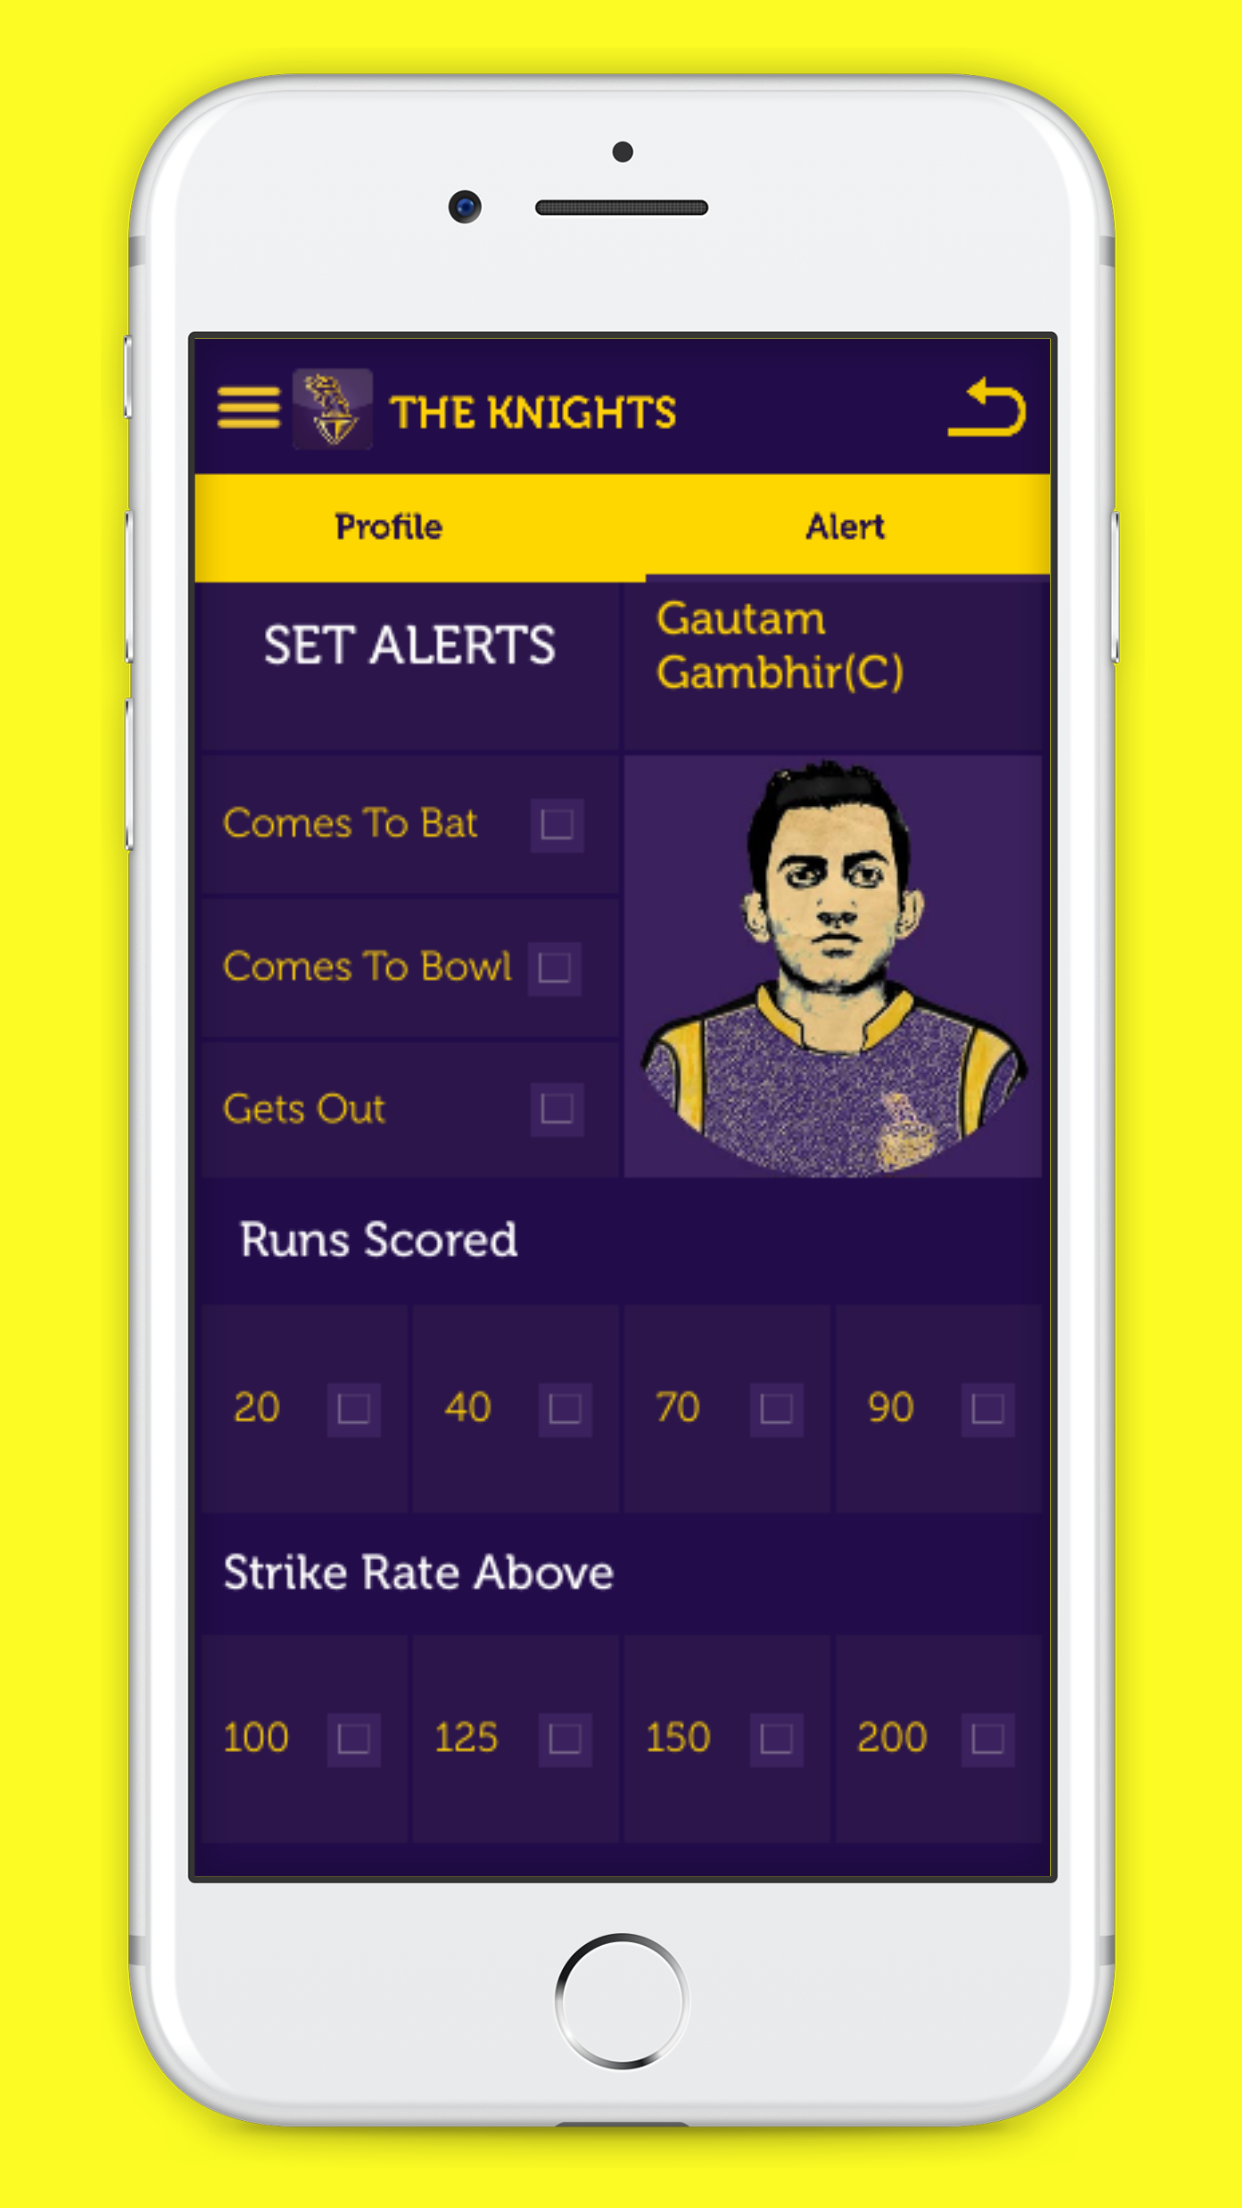 THE KNIGHTS
Profile
Alert
SET ALERTS
Gautam
Gambhir(C)
Comes To Bat
Comes To Bowl
Gets Out
Runs Scored
20
40
70
90
Strike Rate Above
100
125
150
200